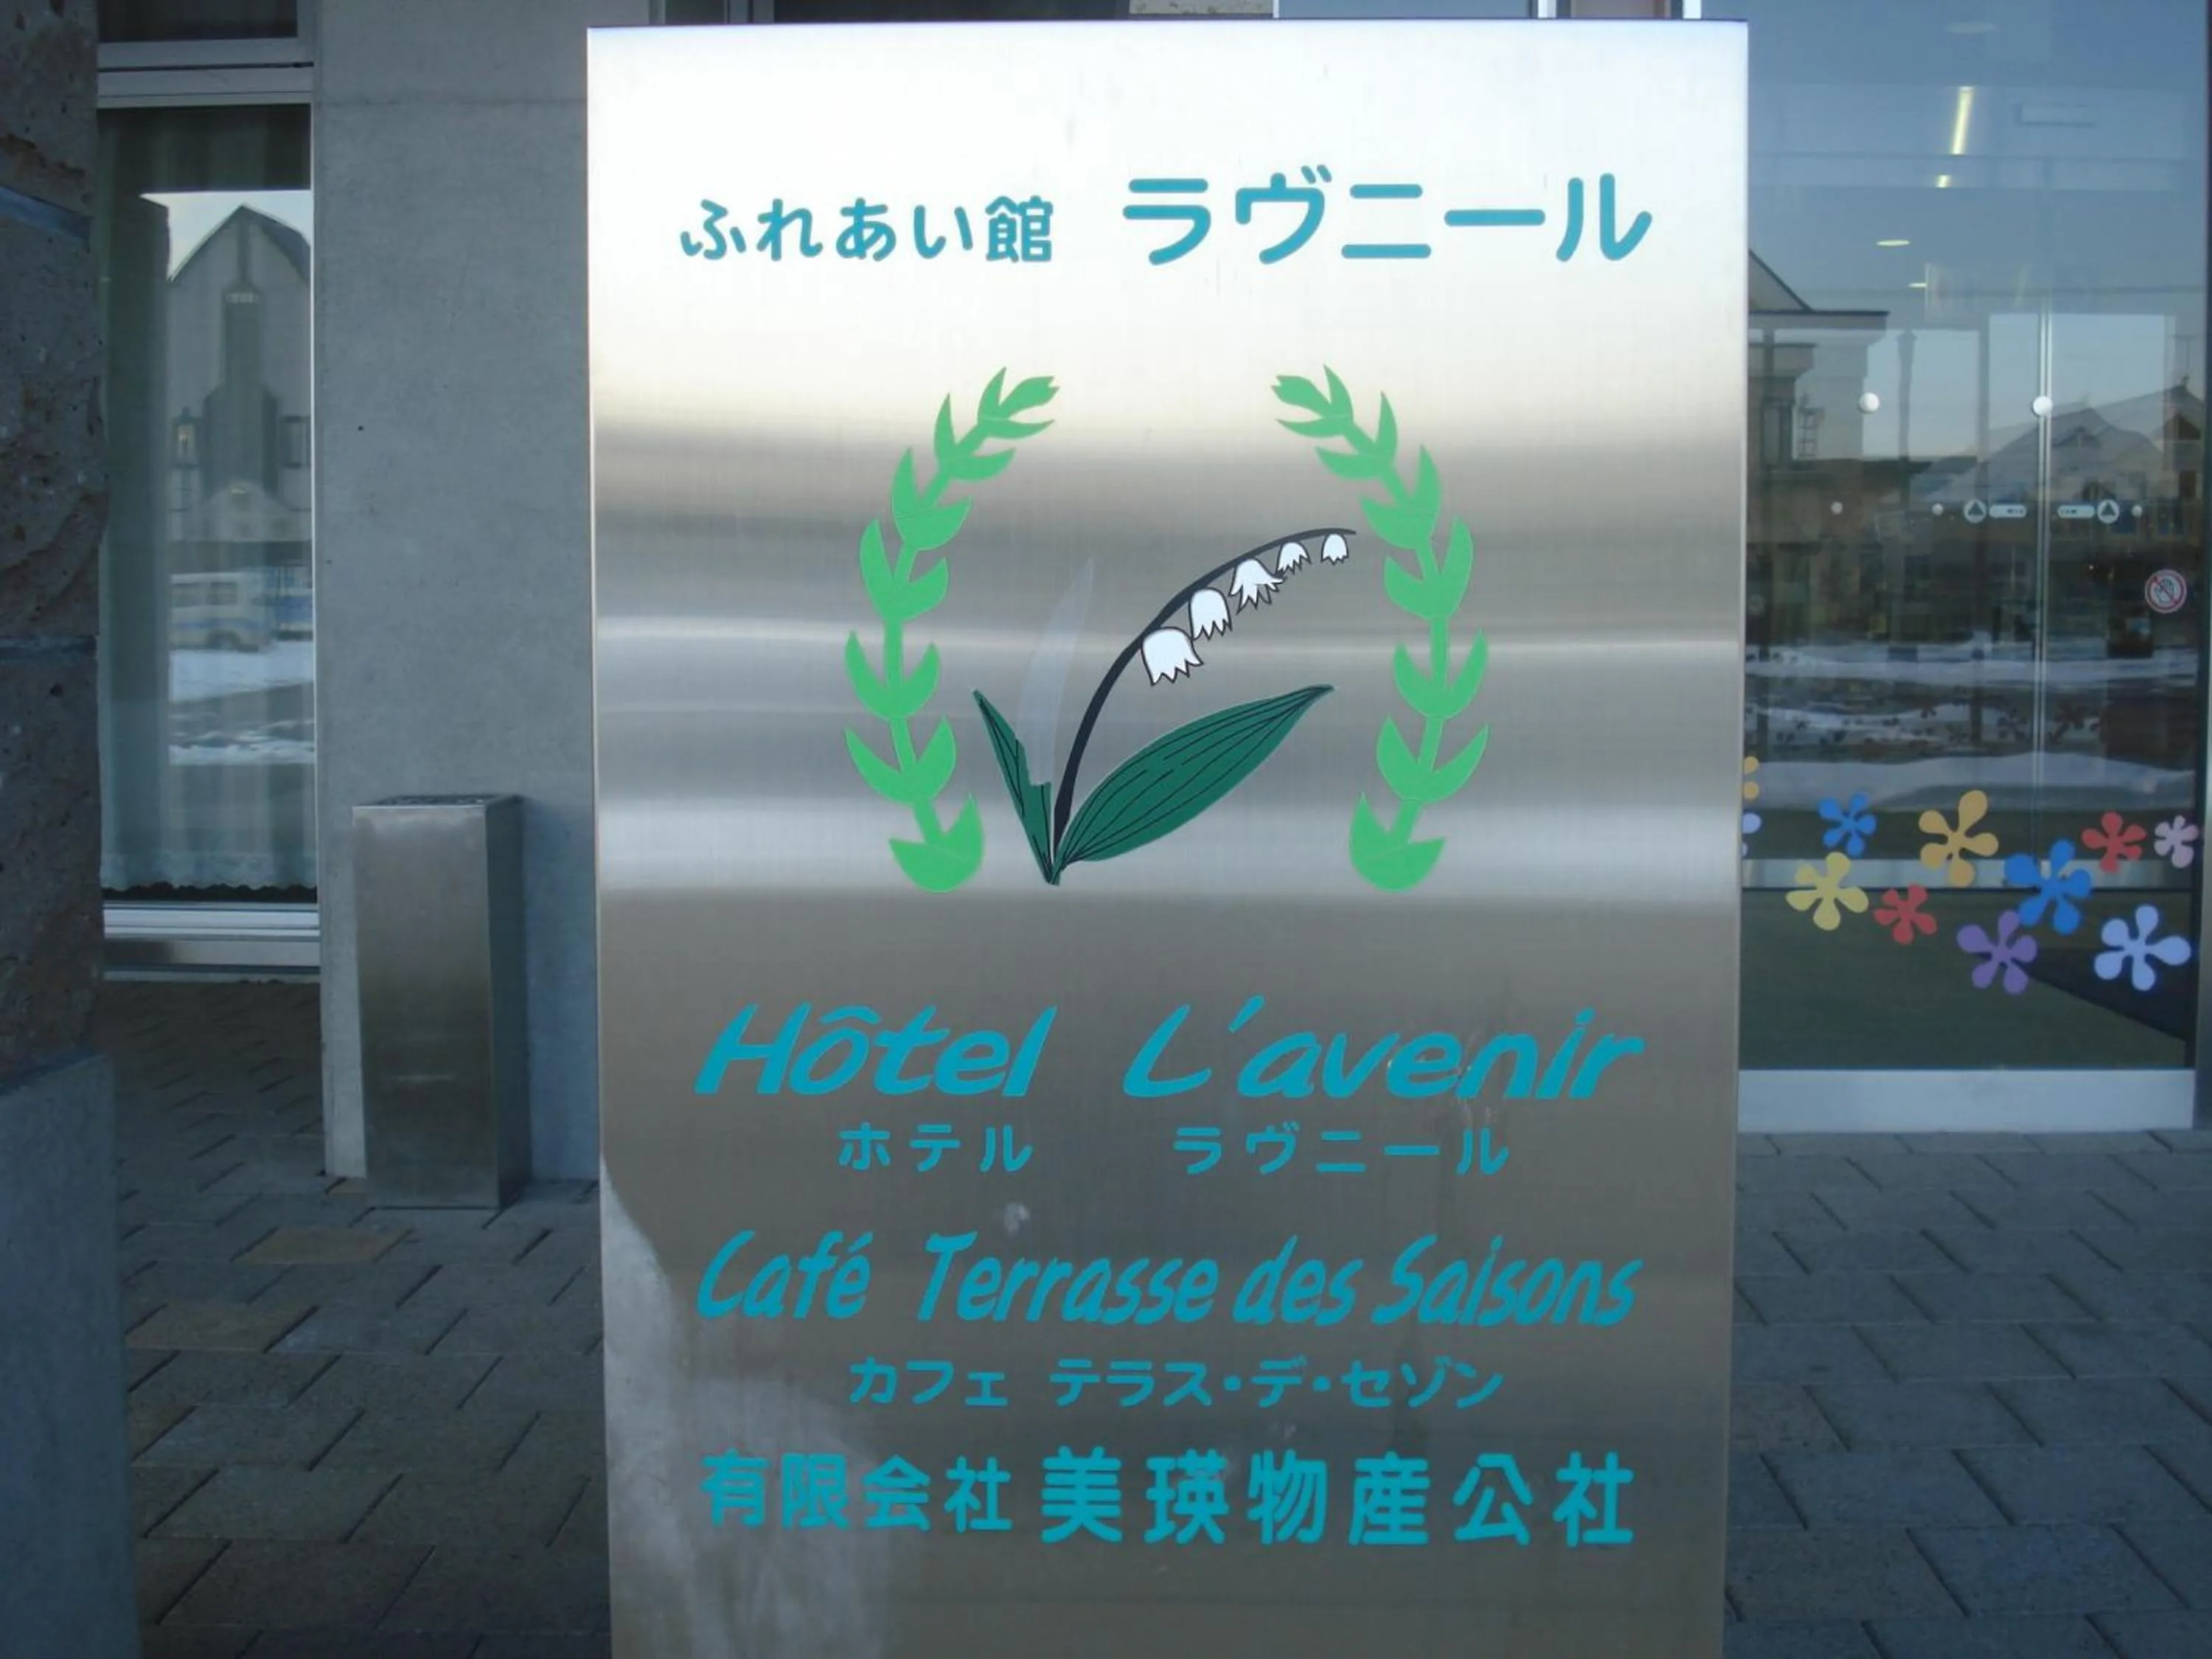 ふれあい館 ラヴニール
Hôtel L'avenir
ホテル ラヴニール
Café Terrasse des Saisons
カフェ テラス・デ・セゾン
有限会社 美瑛物産公社